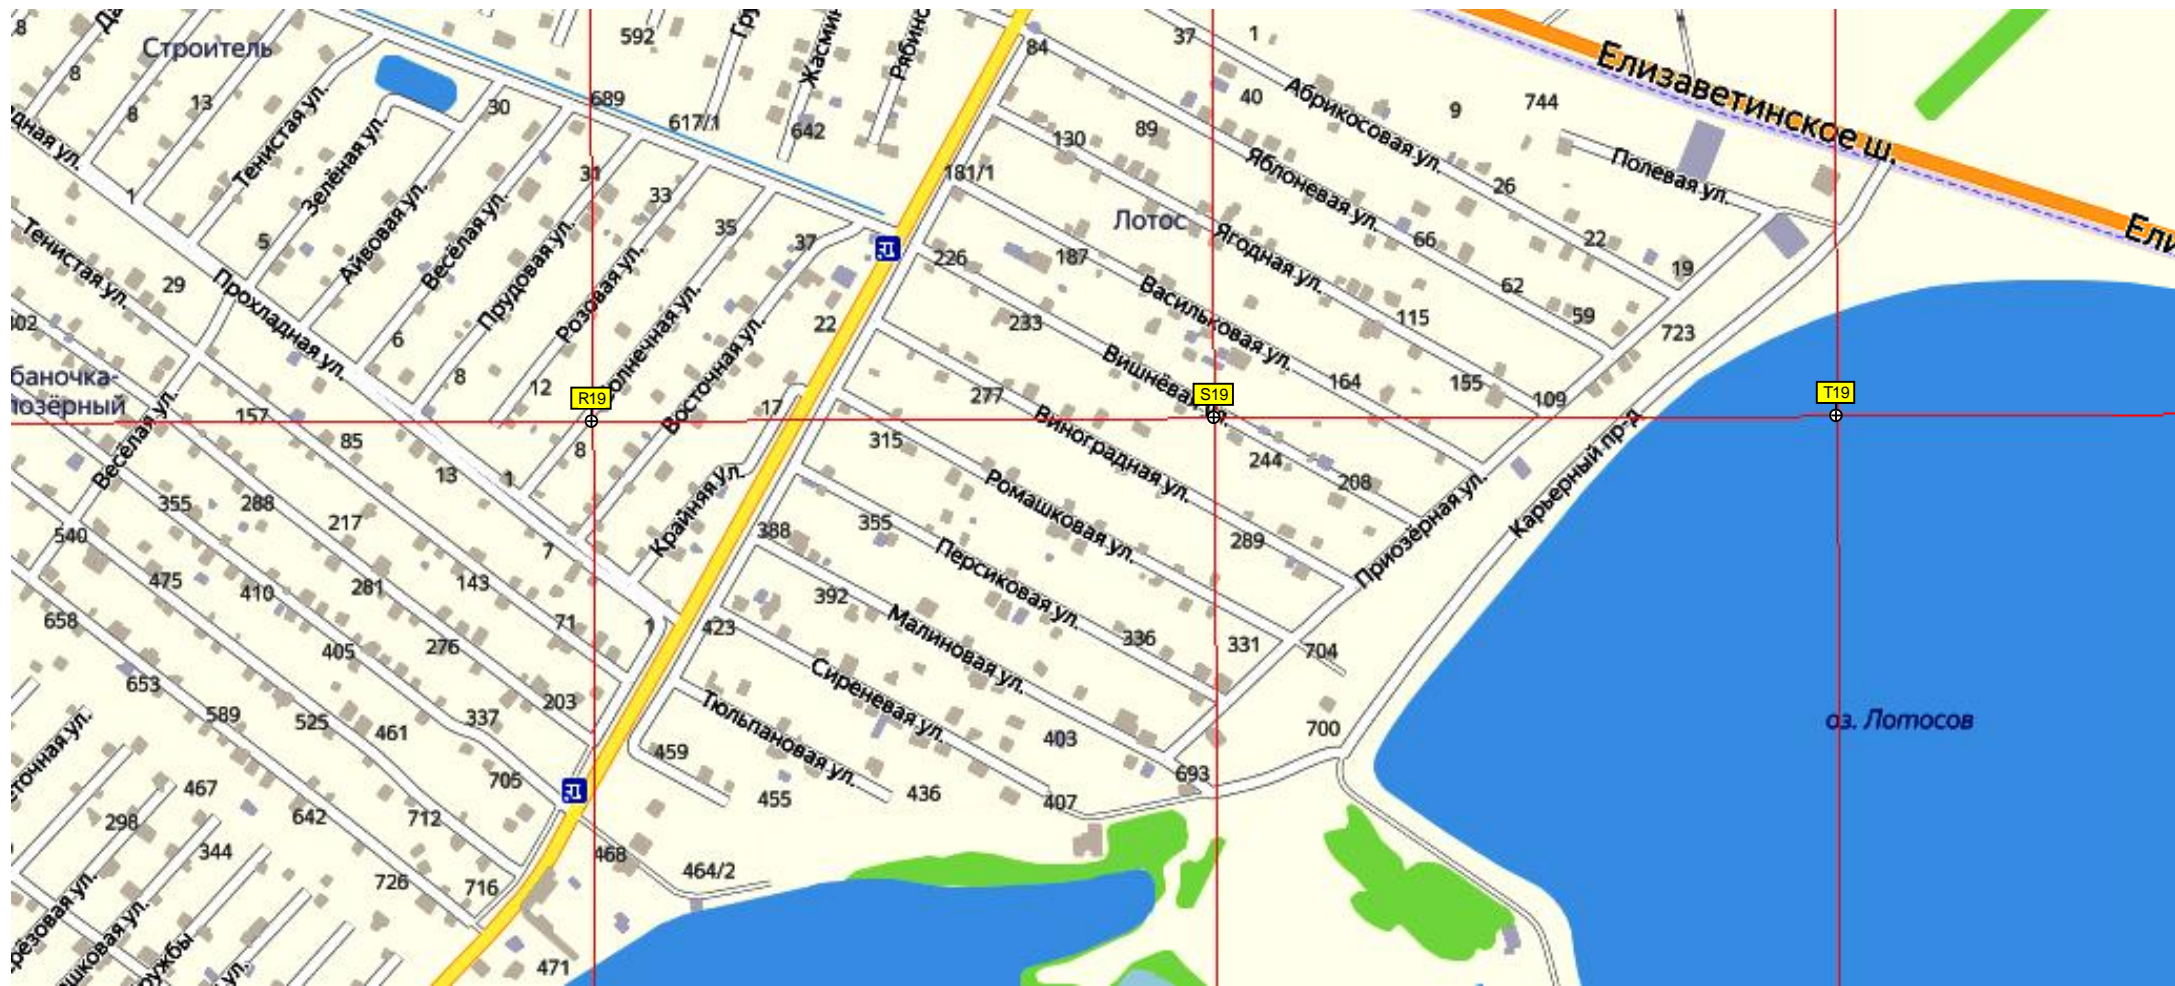 8
592
Строитель
84
37
1
Елизаветинское ш.
8
13
30
689
617/1
642
Жасмин
Рябино
40
Абрикосовая ул.
9
744
8
Тенистая ул.
Зелёная ул.
130
89
Яблоневая ул.
26
Полевая ул.
1
31
33
181/1
Лотос
5
Айвовая ул.
Весёлая ул.
Прудовая ул.
35
37
226
187
Ягодная ул.
66
22
19
Тенистая ул.
29
Прохладная ул.
Розовая ул.
Васильковая ул.
62
59
723
6
22
233
115
8
12
Восточная ул.
Вишнёвая
164
155
109
R19
S19
T19
157
85
17
277
Виноградная ул.
Весёлая ул.
13
1
8
315
244
208
Карьерный пр-д
355
288
217
Крайняя ул.
388
355
Ромашковая ул.
289
Приозёрная ул.
540
7
Персиковая ул.
475
410
281
143
392
658
71
1
423
Малиновая ул.
336
331
704
405
276
653
589
525
461
337
203
Сиреневая ул.
Тюльпановая ул.
403
700
оз. Лотосов
459
705
693
467
455
436
407
298
642
712
344
468
464/2
726
716
471